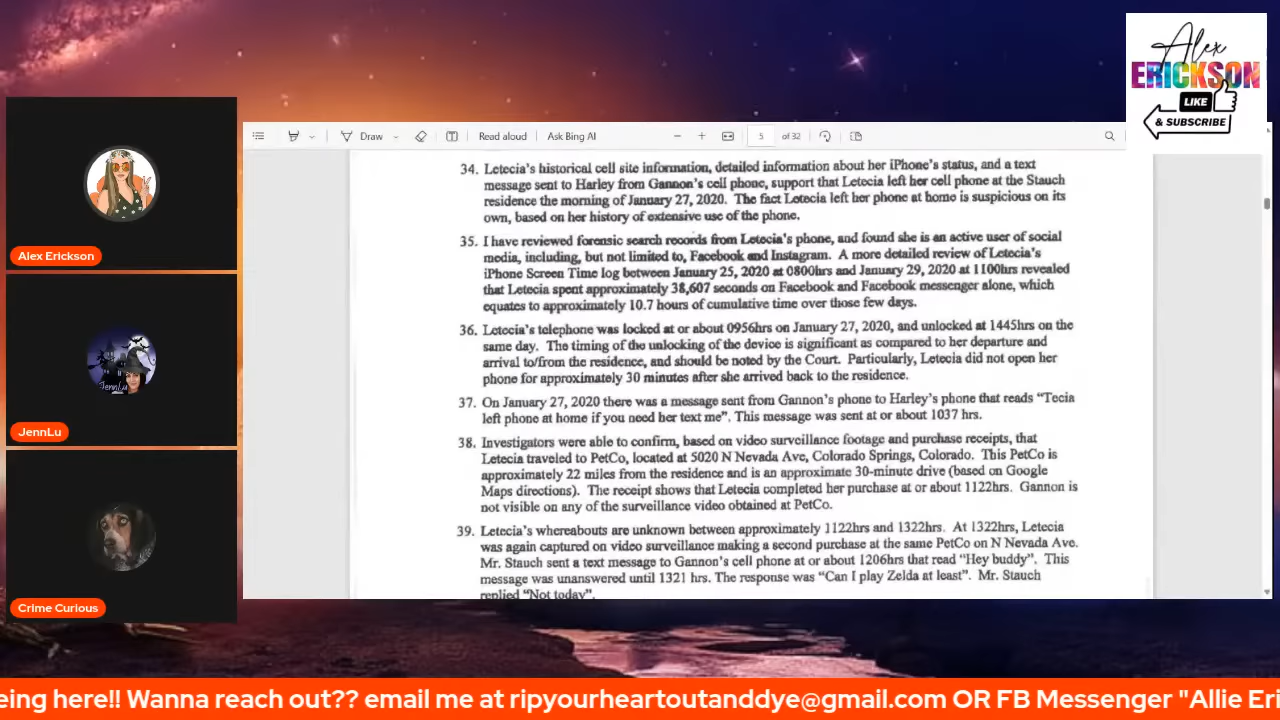 Alex
ERICKSON
LIKE
& SUBSCRIBE
Draw
Read aloud
Ask Bing AI
5
of 32
34. Letecia's historical cell site information, detailed information about her iPhone's status, and a text
message sent to Harley from Gannon's cell phone, support that Letecia left her cell phone at the Stauch
residence the morning of January 27, 2020. The fact Letecia left her phone at home is suspicious on its
own, based on her history of extensive use of the phone.
35. I have reviewed forensic search records from Letecia's phone, and found she is an active user of social
media, including, but not limited to, Facebook and Instagram. A more detailed review of Letecia's
iPhone Screen Time log between January 25, 2020 at 0800hrs and January 29, 2020 at 1100hrs revealed
that Letecia spent approximately 38,607 seconds on Facebook and Facebook messenger alone, which
equates to approximately 10.7 hours of cumulative time over those few days.
36. Letecia's telephone was locked at or about 0956hrs on January 27, 2020, and unlocked at 1445hrs on the
same day. The timing of the unlocking of the device is significant as compared to her departure and
arrival to/from the residence, and should be noted by the Court. Particularly, Letecia did not open her
phone for approximately 30 minutes after she arrived back to the residence.
37. On January 27, 2020 there was a message sent from Gannon's phone to Harley's phone that reads "Tecia
left phone at home if you need her text me". This message was sent at or about 1037 hrs.
38. Investigators were able to confirm, based on video surveillance footage and purchase receipts, that
Letecia traveled to PetCo, located at 5020 N Nevada Ave, Colorado Springs, Colorado. This PetCo is
approximately 22 miles from the residence and is an approximate 30-minute drive (based on Google
Maps directions). The receipt shows that Letecia completed her purchase at or about 1122hrs. Gannon is
not visible on any of the surveillance video obtained at PetCo.
39. Letecia's whereabouts are unknown between approximately 1122hrs and 1322hrs. At 1322hrs, Letecia
was again captured on video surveillance making a second purchase at the same PetCo on N Nevada Ave.
Mr. Stauch sent a text message to Gannon's cell phone at or about 1206hrs that read "Hey buddy". This
message was unanswered until 1321 hrs. The response was "Can I play Zelda at least". Mr. Stauch
replied "Not today".
Alex Erickson
JennLu
JennLu
Crime Curious
eing here!! Wanna reach out?? email me at ripyourheartoutanddye@gmail.com OR FB Messenger "Allie Eri